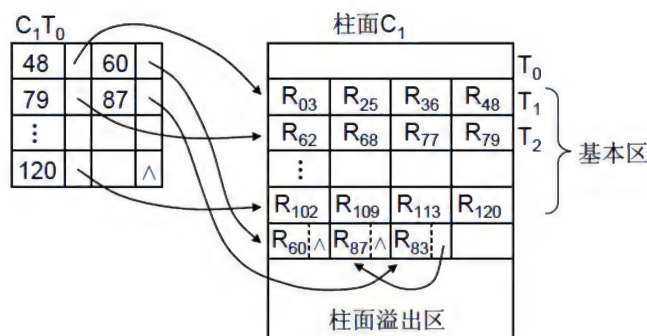 C₁T₀
柱面C₁
48 60
79 87
⋮
120 ∧
T₀
R₀₃ R₂₅ R₃₆ R₄₈ T₁
R₆₂ R₆₈ R₇₇ R₇₉ T₂
⋮
R₁₀₂ R₁₀₉ R₁₁₃ R₁₂₀
基本区
R₆₀ ∧ R₈₇ ∧ R₈₃
柱面溢出区